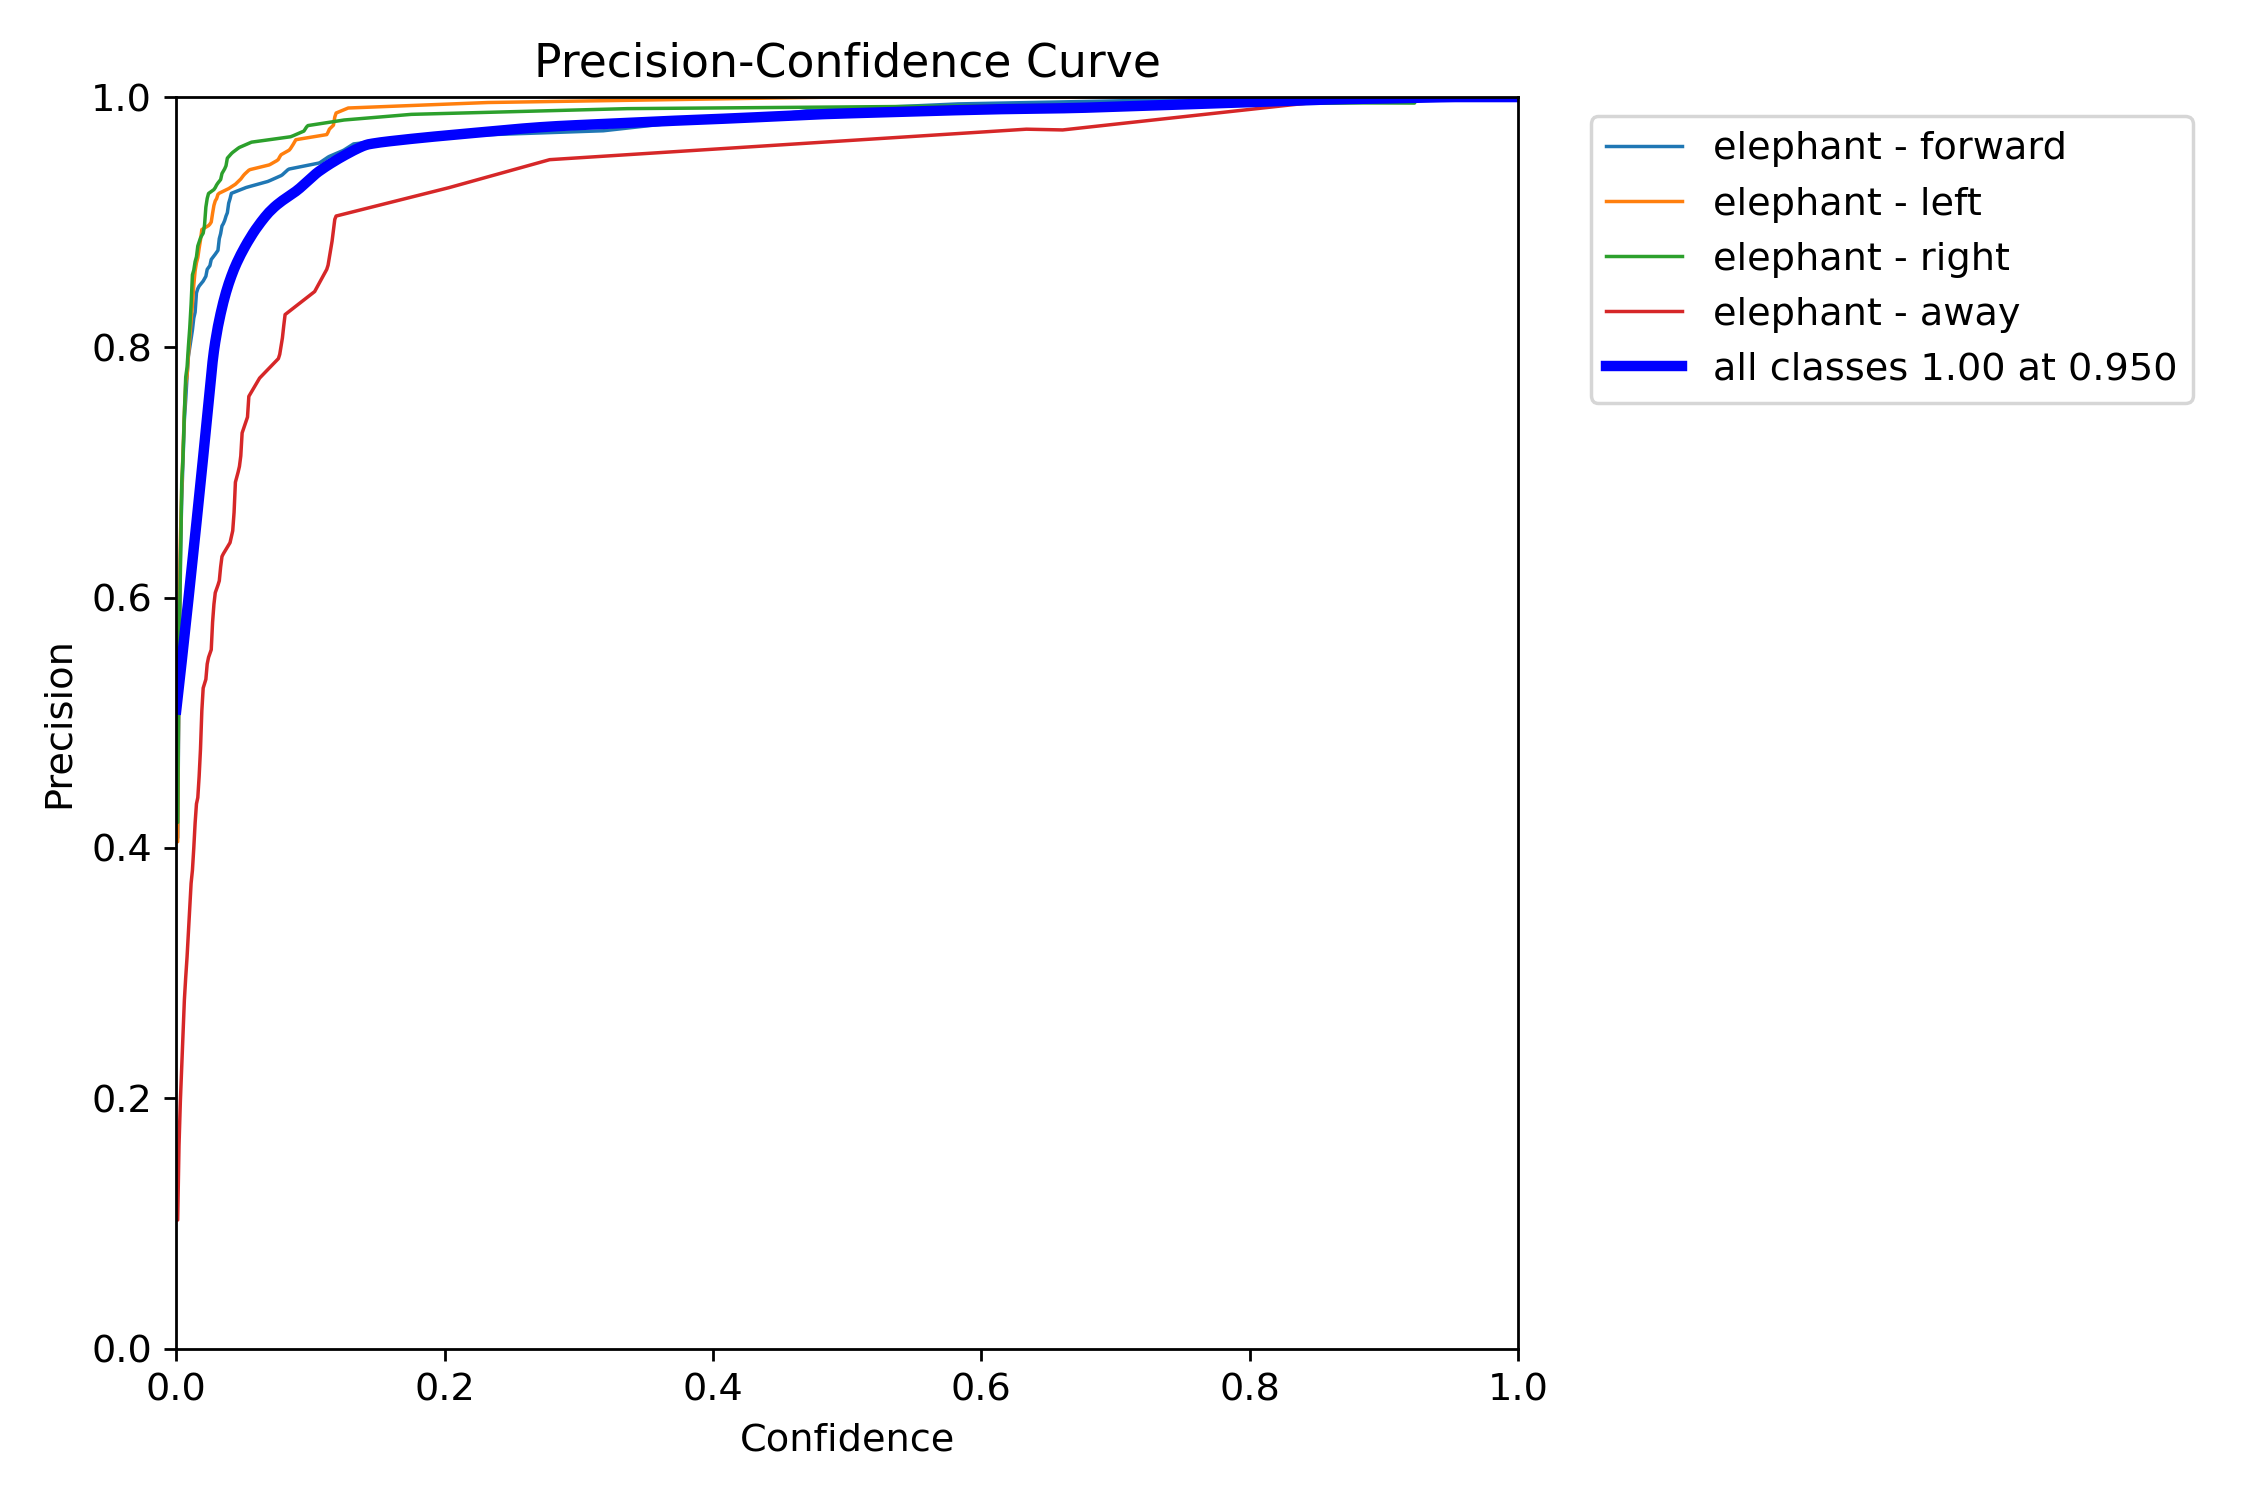 Precision-Confidence Curve
1.0
0.8
0.6
0.4
0.2
0.0
Precision
0.0 0.2 0.4 0.6 0.8 1.0
Confidence
elephant - forward
elephant - left
elephant - right
elephant - away
all classes 1.00 at 0.950